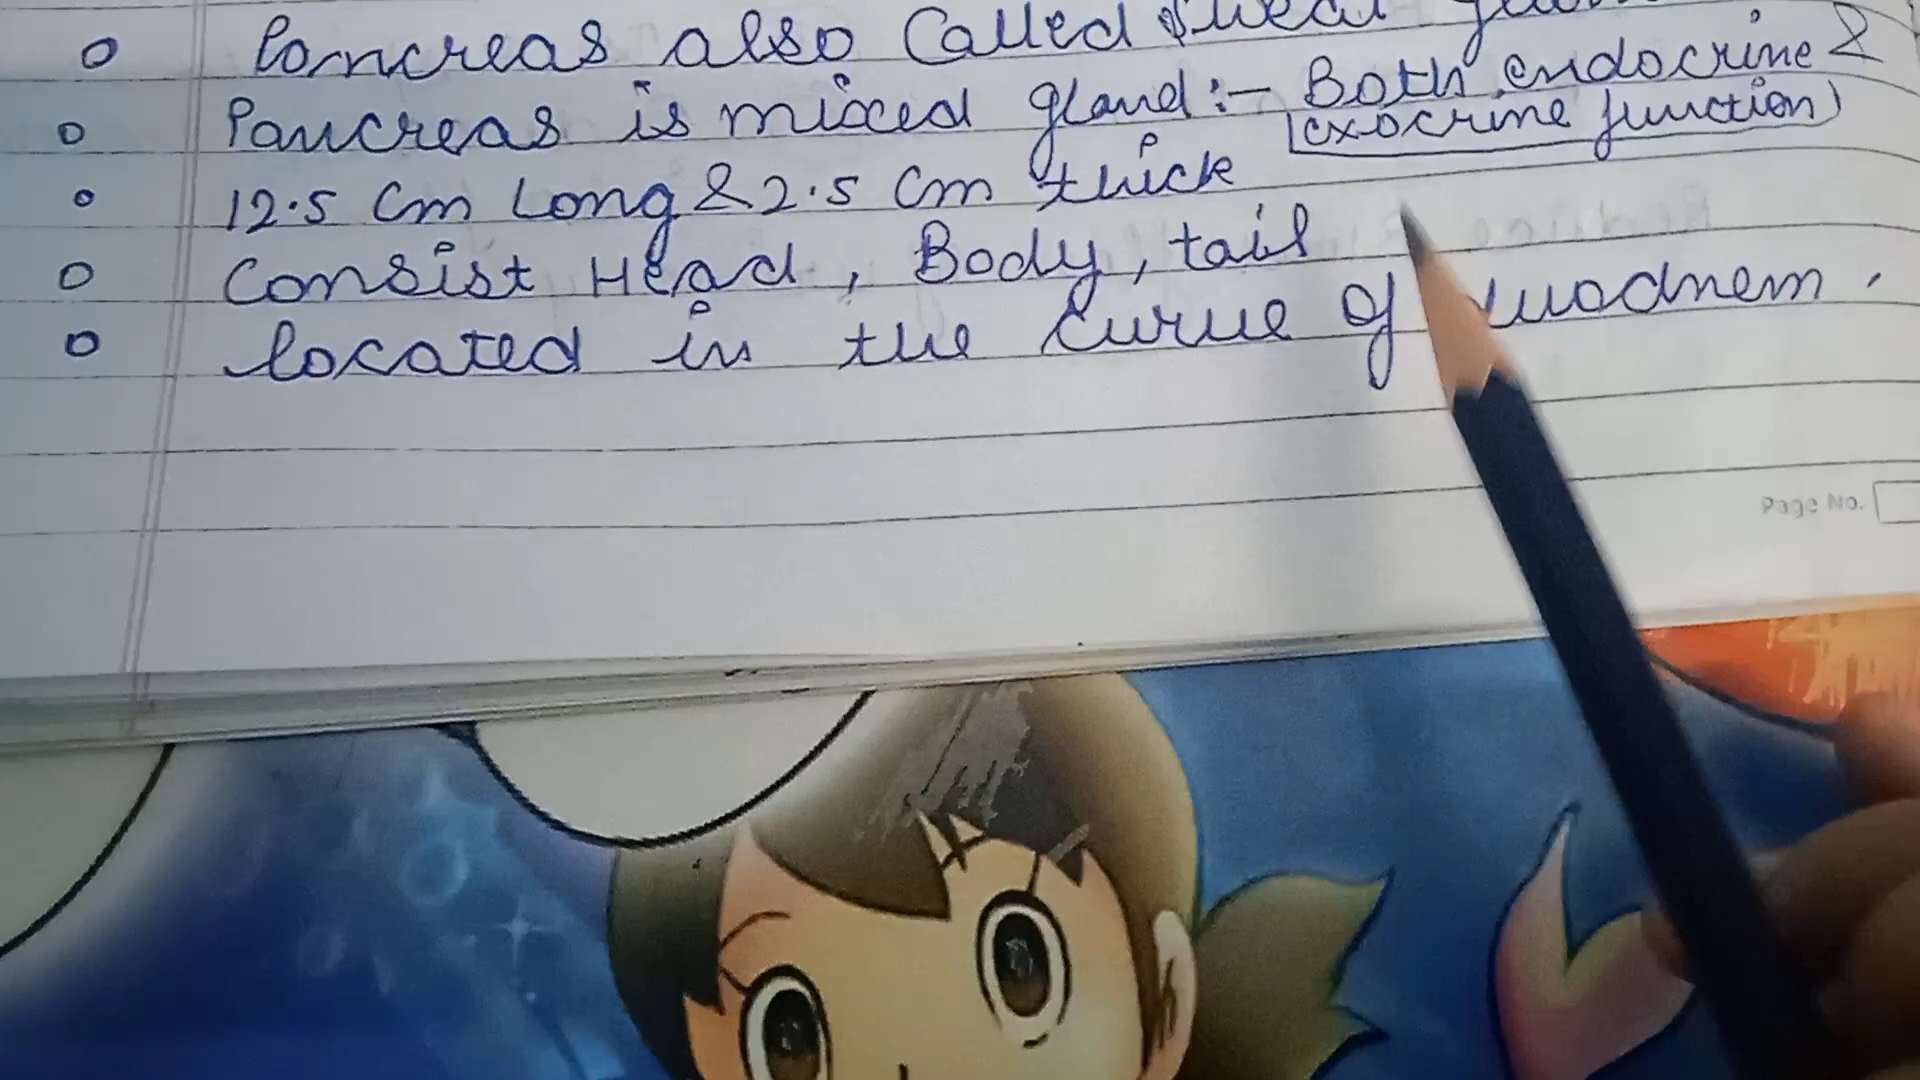 Pancreas also Called Sweat
Pancreas is mixed gland :- Both endocrine &
exocrine function)
12.5 Cm Long & 2.5 Cm thick
Consist Head, Body, tail
located in the curve of
Page No.